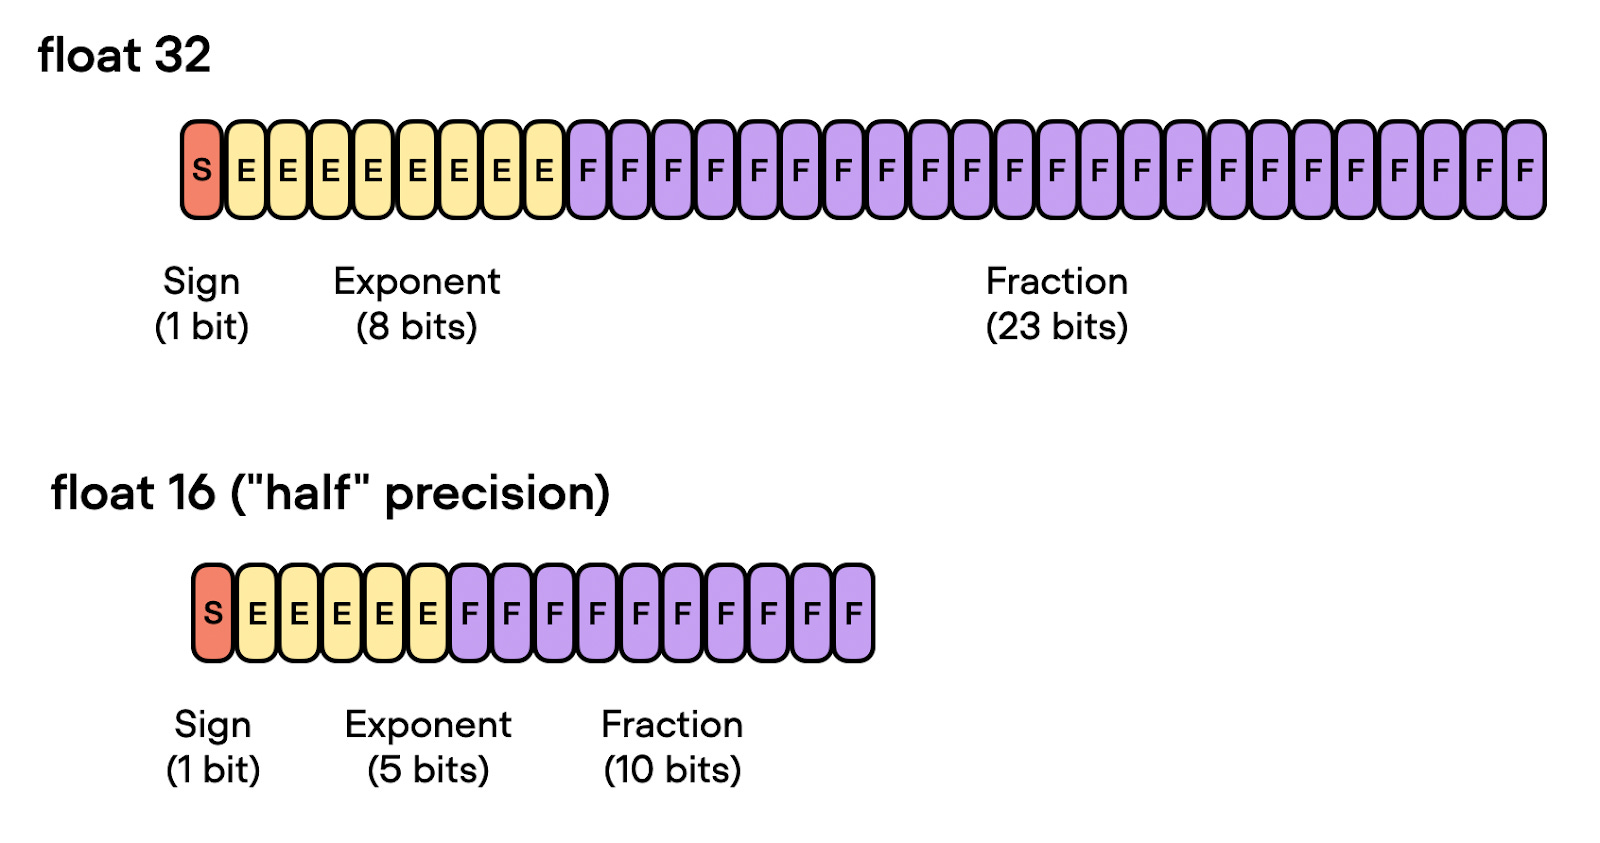 float 32
S E E E E E E E E F F F F F F F F F F F F F F F F F F F F F F F
Sign Exponent Fraction
(1 bit) (8 bits) (23 bits)
float 16 ("half" precision)
S E E E E E F F F F F F F F F F
Sign Exponent Fraction
(1 bit) (5 bits) (10 bits)